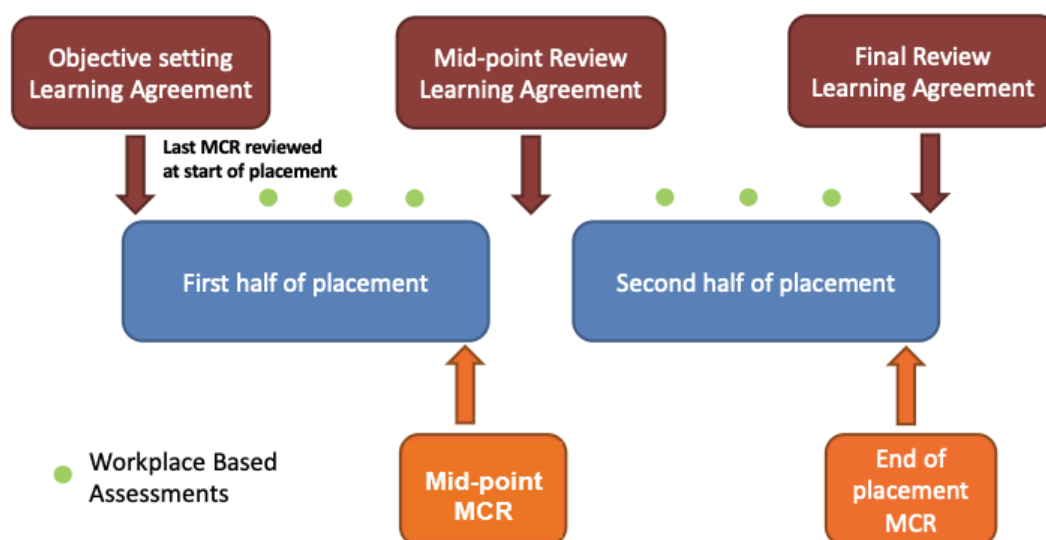 Objective setting
Learning Agreement
Mid-point Review
Learning Agreement
Final Review
Learning Agreement
Last MCR reviewed
at start of placement
First half of placement
Second half of placement
Workplace Based
Assessments
Mid-point
MCR
End of
placement
MCR